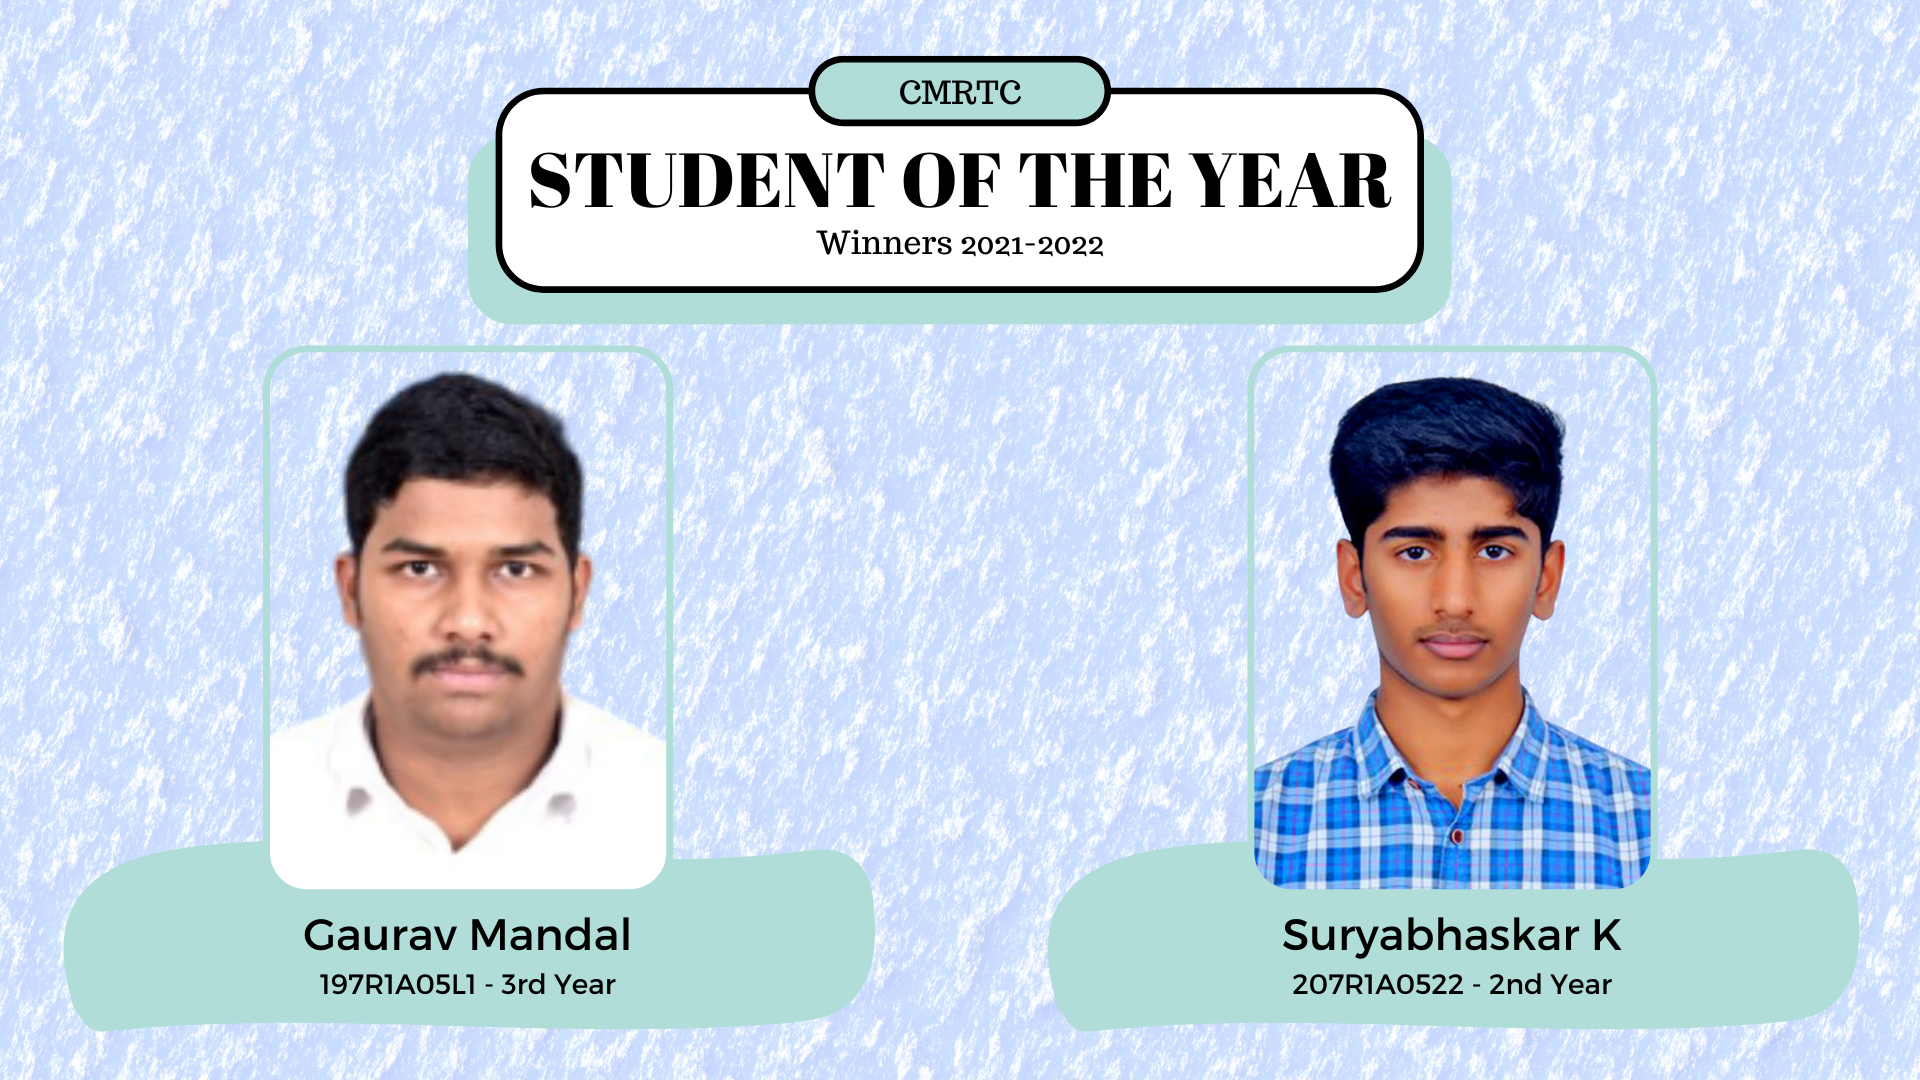 CMRTC
STUDENT OF THE YEAR
Winners 2021-2022
Gaurav Mandal
197R1A05L1 - 3rd Year
Suryabhaskar K
207R1A0522 - 2nd Year